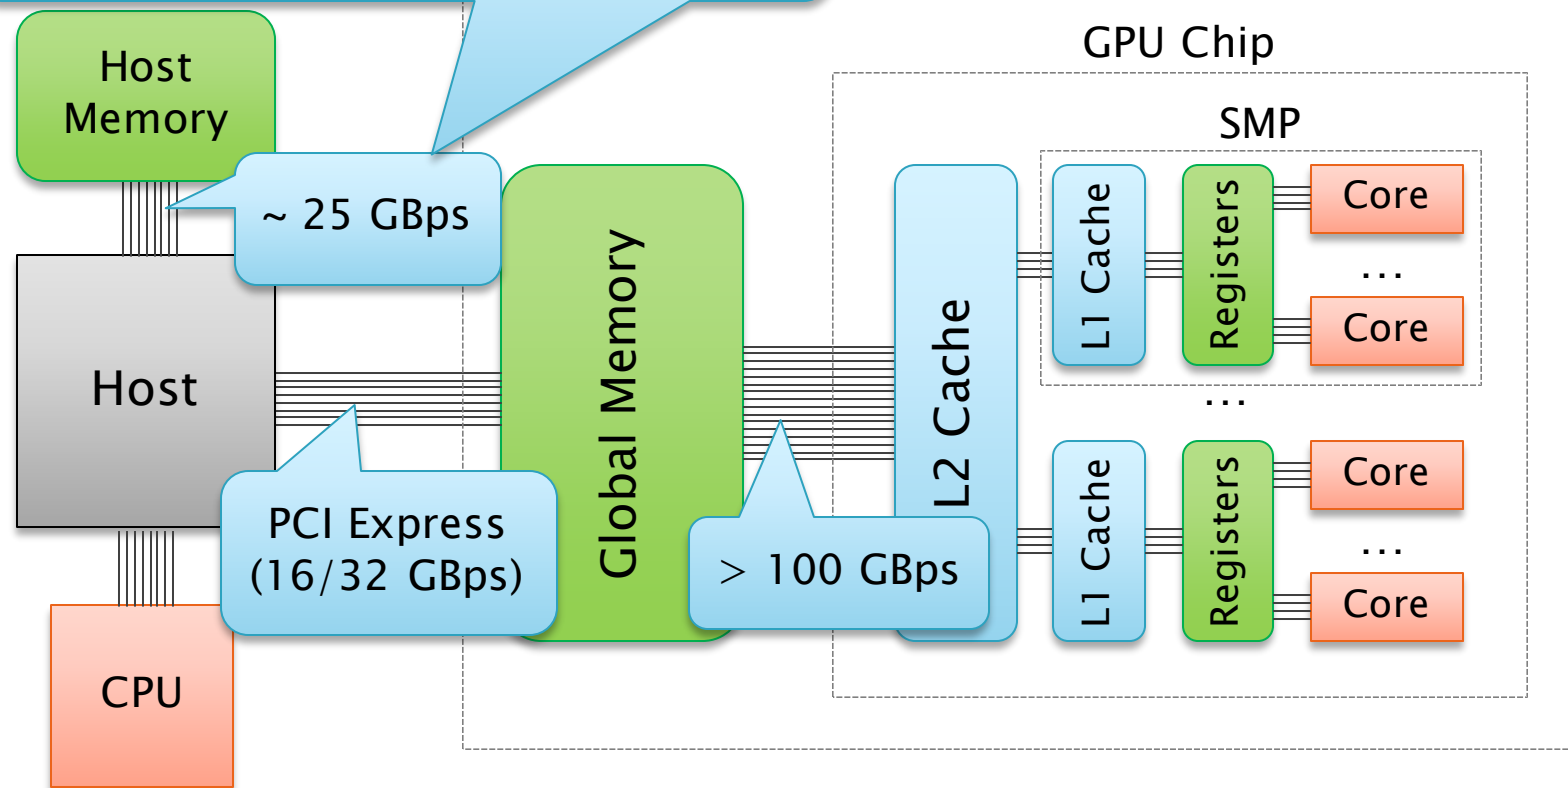 GPU Chip
Host
Memory
SMP
~ 25 GBps
Global Memory
L2 Cache
L1 Cache
Registers
Core
...
Core
...
Host
PCI Express
(16/32 GBps)
> 100 GBps
L1 Cache
Registers
Core
...
Core
CPU